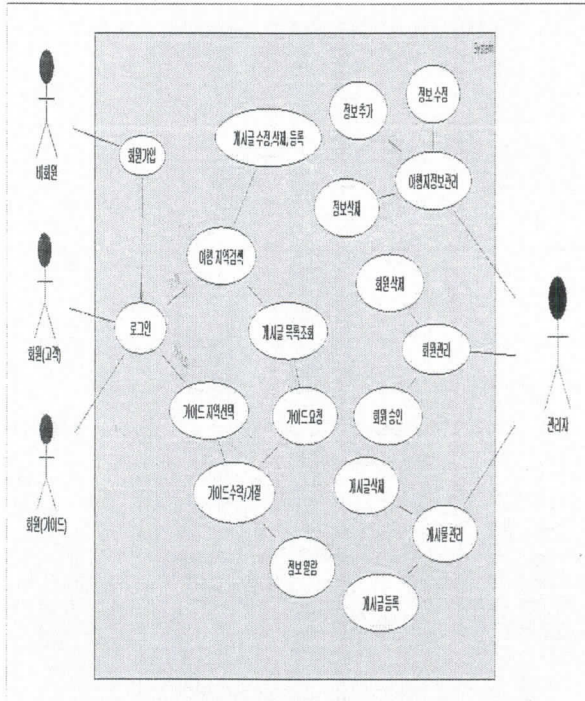 System
정보 수정
정보 추가
게시글 수정,삭제, 등록
회원가입
비회원
여행지정보관리
정보삭제
여행 지역검색
회원 삭제
회원(고객)
로그인
게시글 목록조회
회원관리
관리자
가이드 지역선택
가이드 요청
회원 승인
회원(가이드)
가이드수락/거절
게시글삭제
게시물 관리
정보 열람
게시글 등록